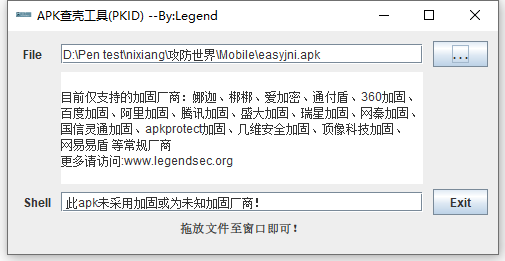 APK查壳工具(PKID) --By:Legend
File D:\Pen test\nixiang\攻防世界\Mobile\easyjni.apk ...
目前仅支持的加固厂商：娜迦、梆梆、爱加密、通付盾、360加固、
百度加固、阿里加固、腾讯加固、盛大加固、瑞星加固、网秦加固、
国信灵通加固、apkprotect加固、几维安全加固、顶像科技加固、
网易易盾 等常规厂商
更多请访问:www.legendsec.org
Shell 此apk未采用加固或为未知加固厂商！ Exit
拖放文件至窗口即可！